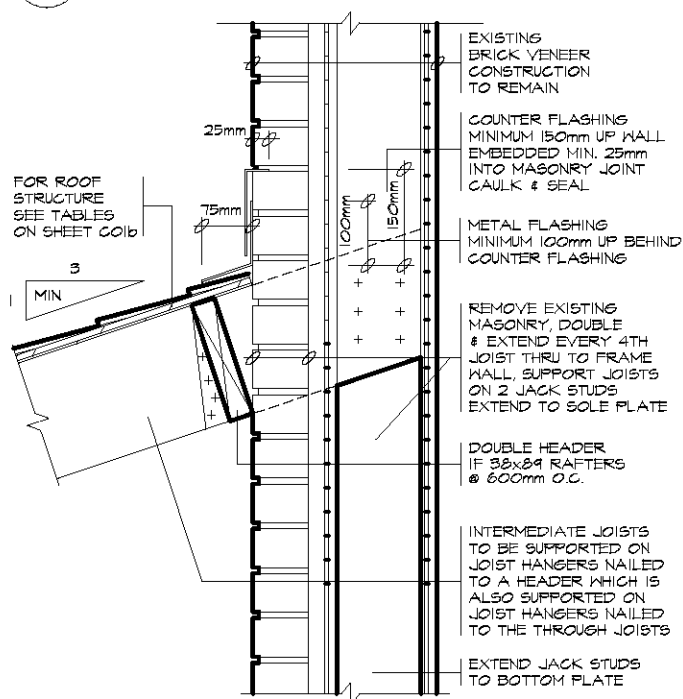 EXISTING
BRICK VENEER
CONSTRUCTION
TO REMAIN
COUNTER FLASHING
MINIMUM 150mm UP WALL
EMBEDDED MIN. 25mm
INTO MASONRY JOINT
CAULK & SEAL
METAL FLASHING
MINIMUM 100mm UP BEHIND
COUNTER FLASHING
REMOVE EXISTING
MASONRY, DOUBLE
& EXTEND EVERY 4TH
JOIST THRU TO FRAME
WALL, SUPPORT JOISTS
ON 2 JACK STUDS
EXTEND TO SOLE PLATE
DOUBLE HEADER
IF 38x89 RAFTERS
@ 600mm O.C.
INTERMEDIATE JOISTS
TO BE SUPPORTED ON
JOIST HANGERS NAILED
TO A HEADER WHICH IS
ALSO SUPPORTED ON
JOIST HANGERS NAILED
TO THE THROUGH JOISTS
EXTEND JACK STUDS
TO BOTTOM PLATE
25mm
75mm
100mm
150mm
FOR ROOF
STRUCTURE
SEE TABLES
ON SHEET C01b
3
1 MIN